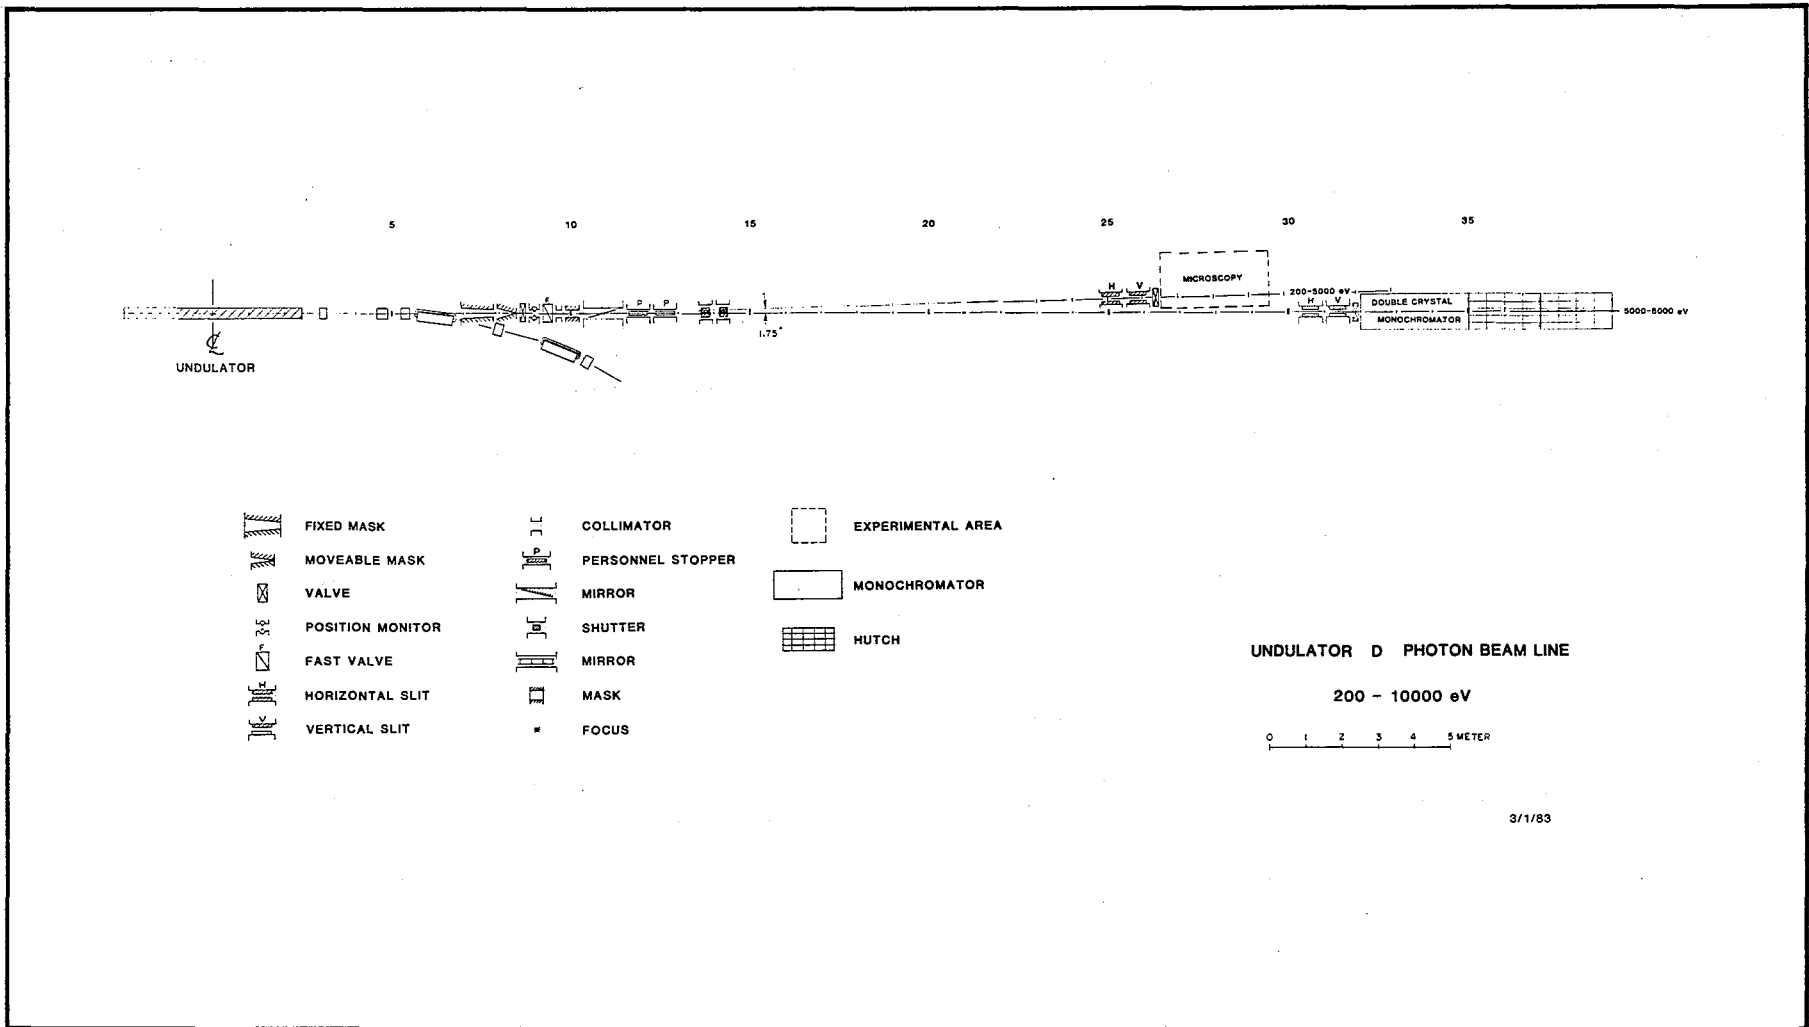 5 10 15 20 25 30 35
MICROSCOPY
F
P P
H V
200-5000 eV
H V
DOUBLE CRYSTAL
MONOCHROMATOR
5000-8000 eV
1.75°
℄
UNDULATOR
FIXED MASK
MOVEABLE MASK
VALVE
POSITION MONITOR
F
FAST VALVE
H
HORIZONTAL SLIT
V
VERTICAL SLIT
COLLIMATOR
P
PERSONNEL STOPPER
MIRROR
SHUTTER
MIRROR
MASK
FOCUS
EXPERIMENTAL AREA
MONOCHROMATOR
HUTCH
UNDULATOR D PHOTON BEAM LINE
200 - 10000 eV
0 1 2 3 4 5 METER
3/1/83